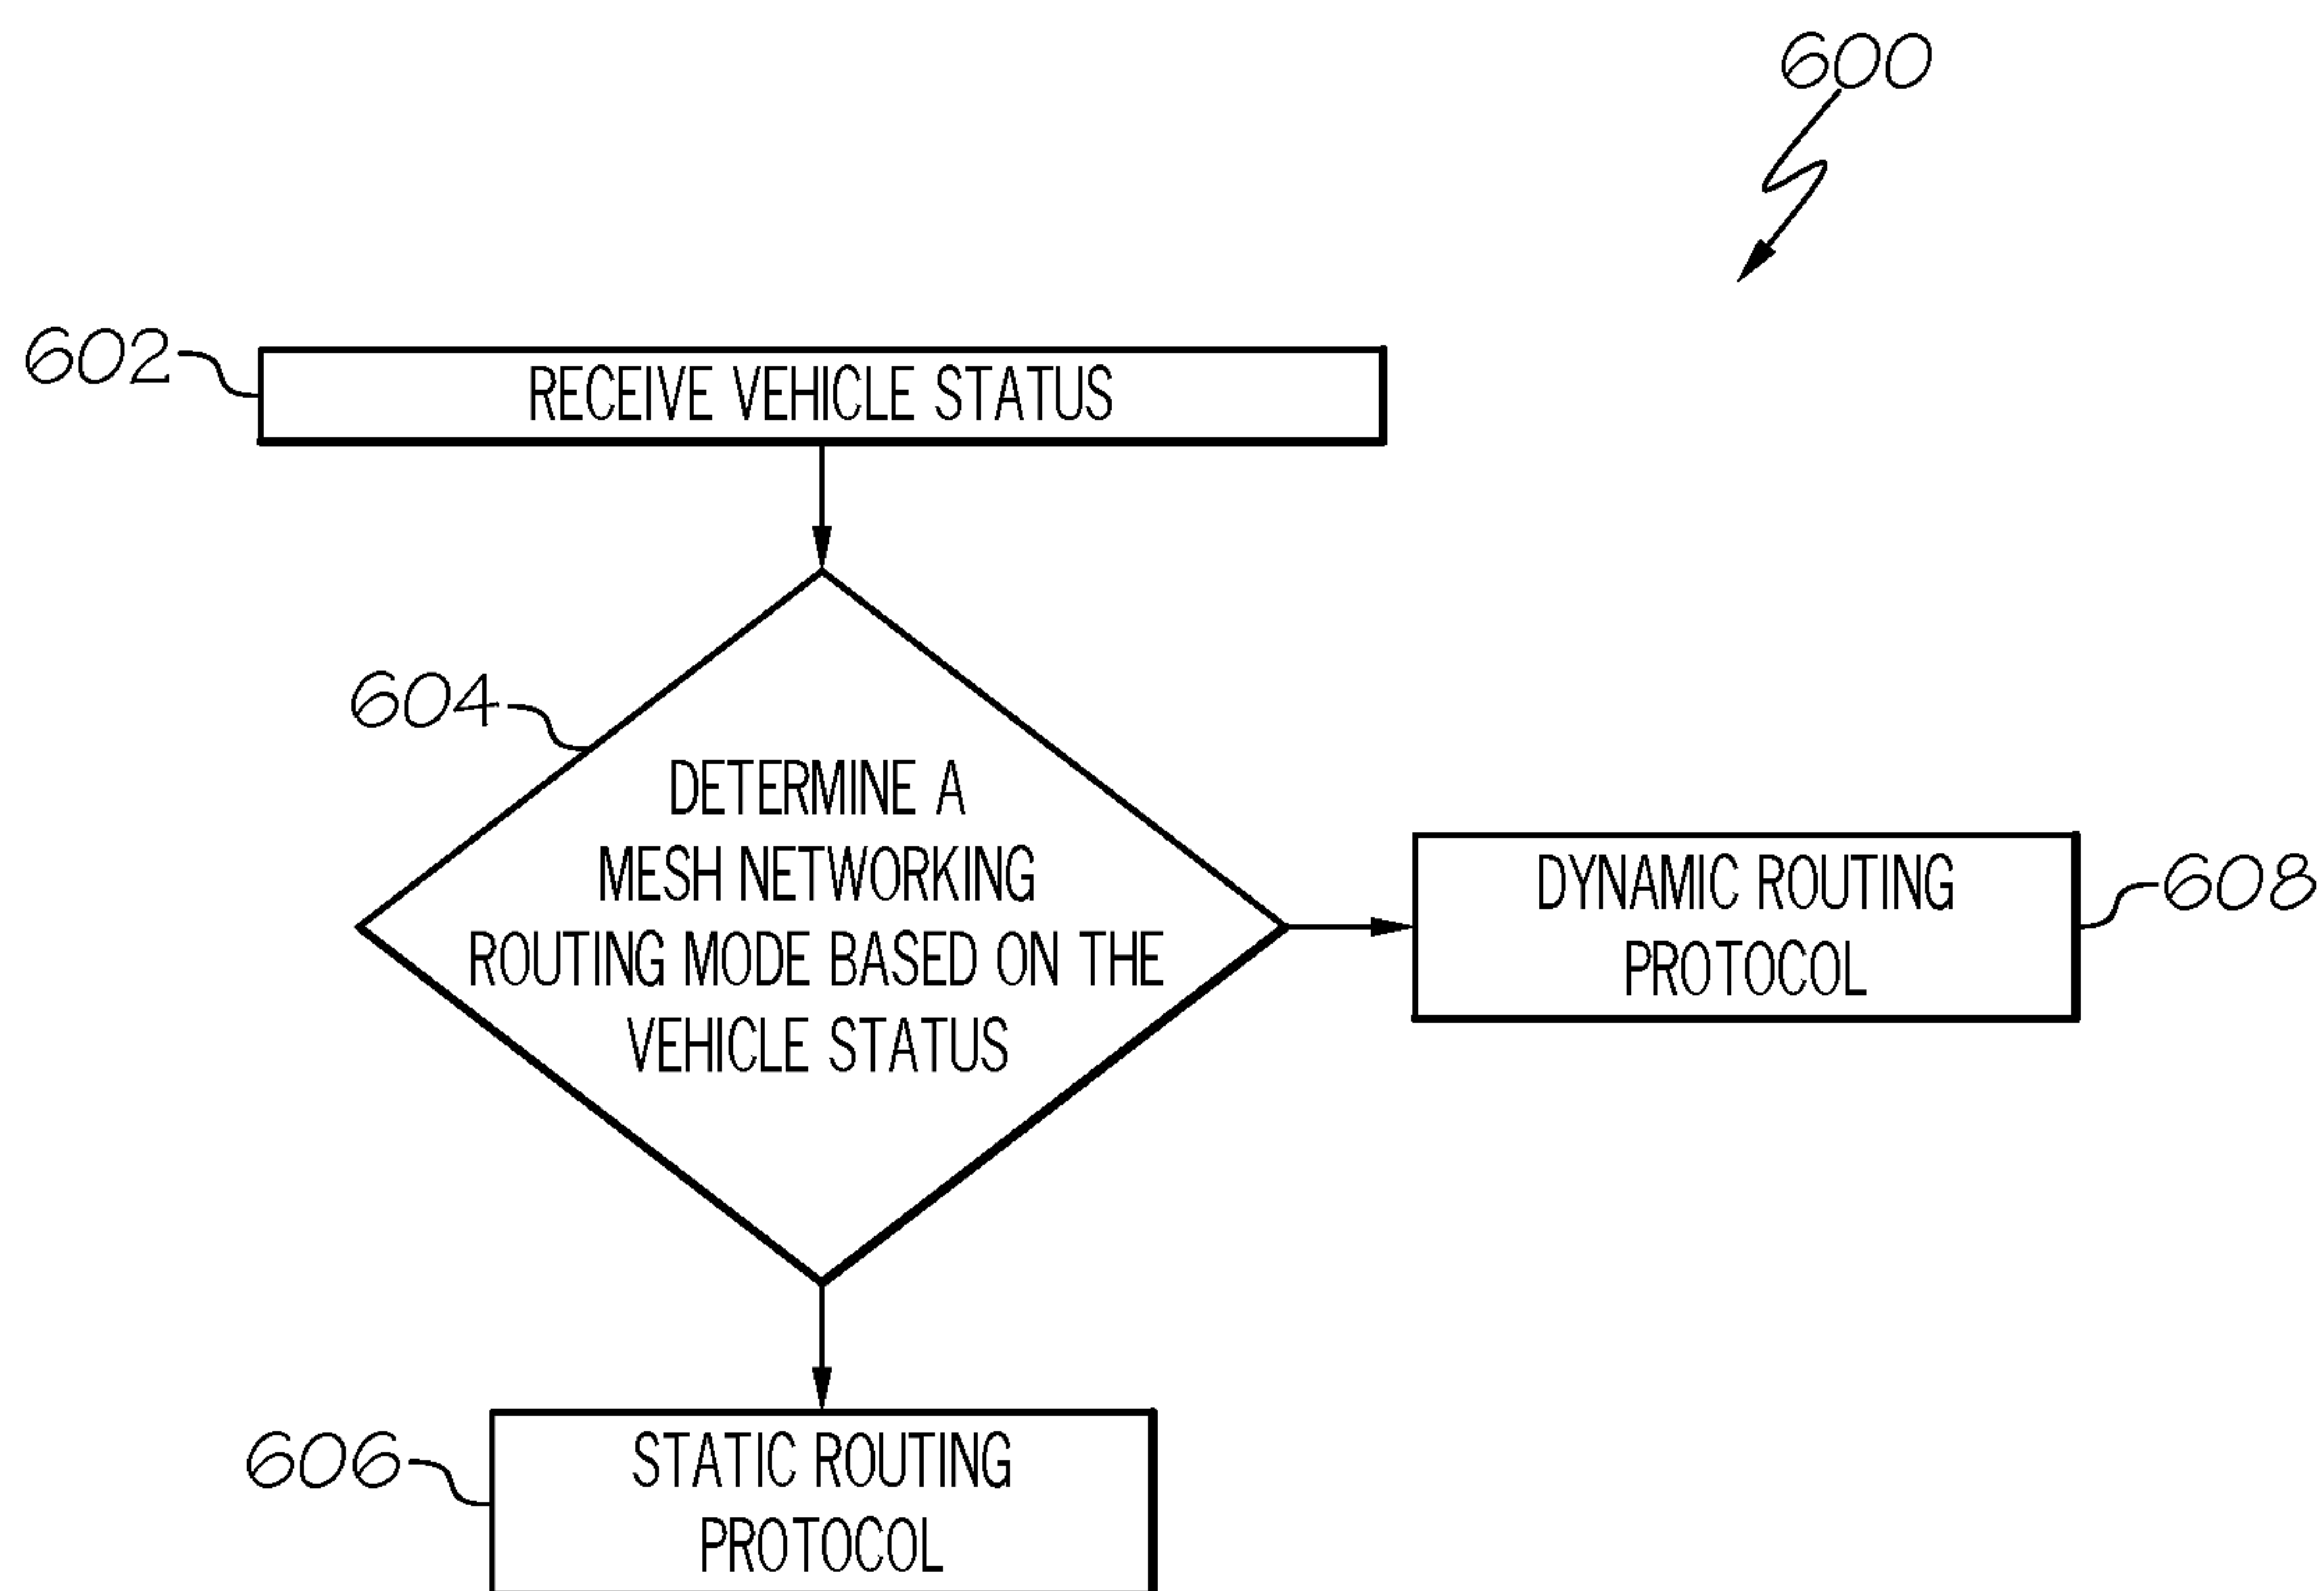 600
602
RECEIVE VEHICLE STATUS
604
DETERMINE A
MESH NETWORKING
ROUTING MODE BASED ON THE
VEHICLE STATUS
DYNAMIC ROUTING
PROTOCOL
608
606
STATIC ROUTING
PROTOCOL